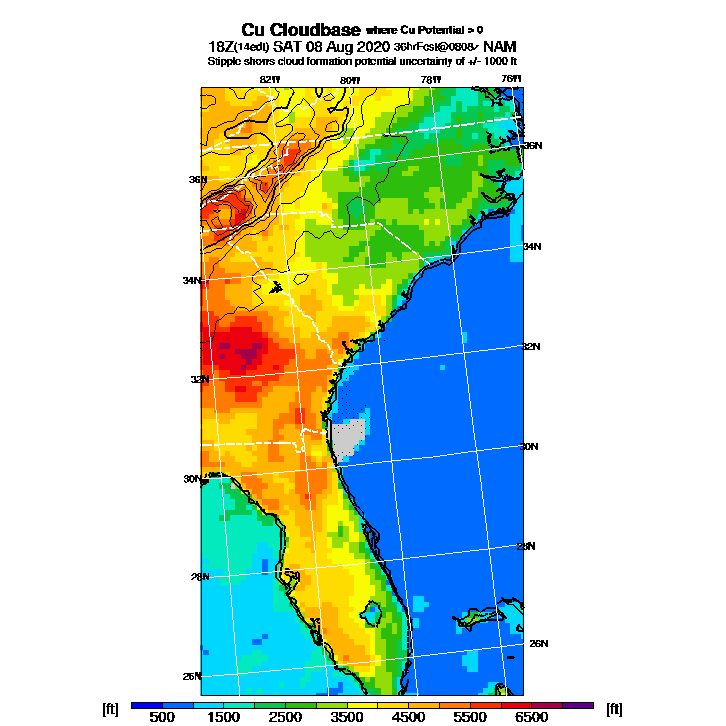 Cu Cloudbase where Cu Potential > 0
18Z(14edt) SAT 08 Aug 2020 36hrFcst@0808z NAM
Stipple shows cloud formation potential uncertainty of +/- 1000 ft
82W 80W 78W 76W
36N 36N
34N 34N
32N 32N
30N 30N
28N 28N
26N 26N
[ft] 500 1500 2500 3500 4500 5500 6500 [ft]